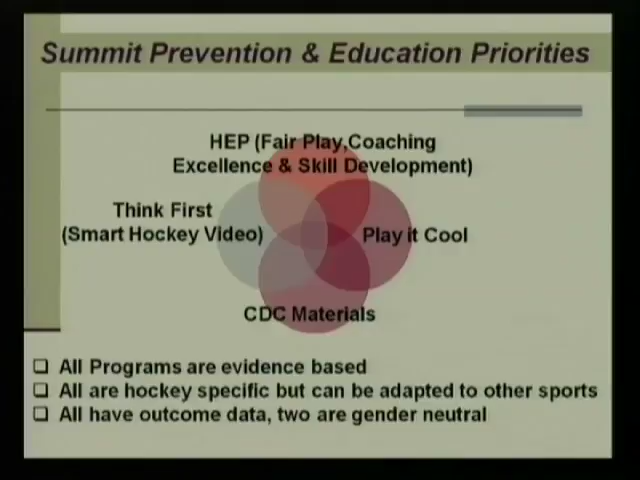 Summit Prevention & Education Priorities
HEP (Fair Play,Coaching
Excellence & Skill Development)
Think First
(Smart Hockey Video)
Play it Cool
CDC Materials
❑ All Programs are evidence based
❑ All are hockey specific but can be adapted to other sports
❑ All have outcome data, two are gender neutral